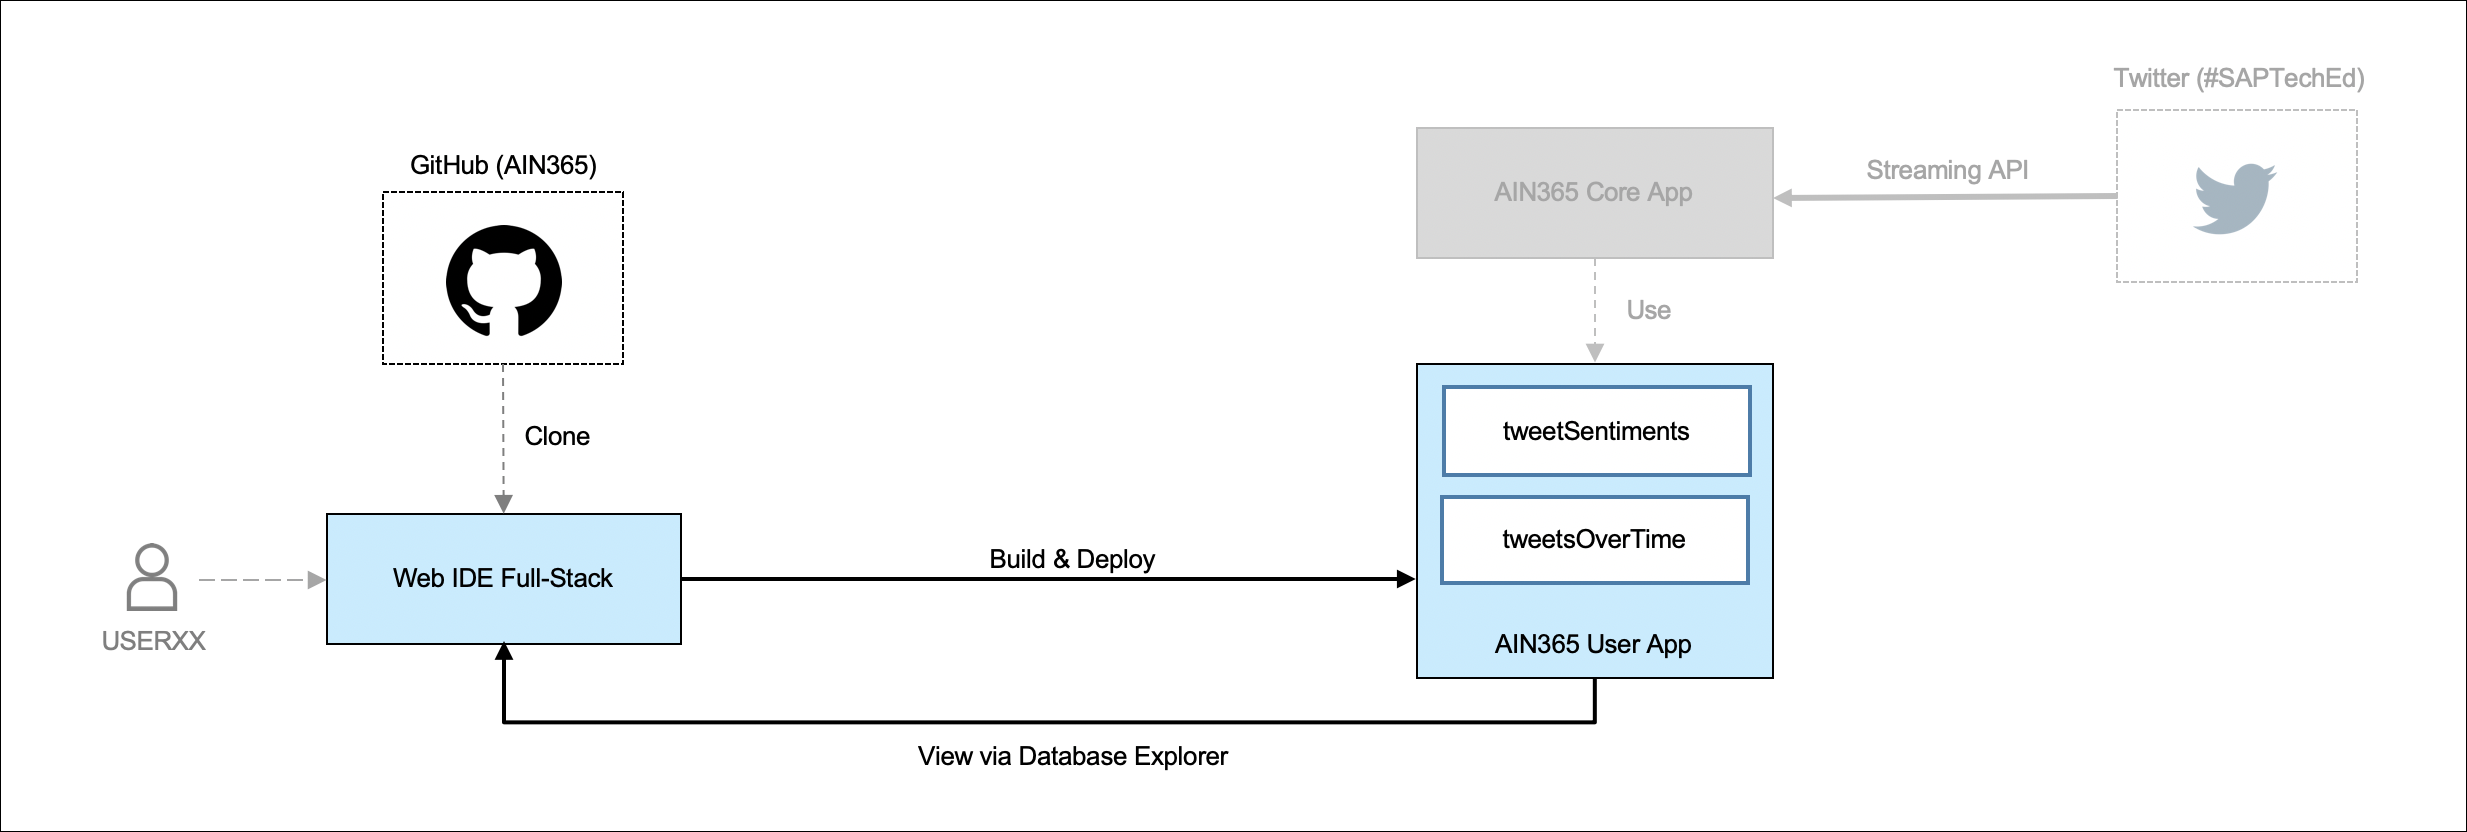 Twitter (#SAPTechEd)
GitHub (AIN365)
Streaming API
AIN365 Core App
Use
Clone
tweetSentiments
tweetsOverTime
Build & Deploy
Web IDE Full-Stack
USERXX
AIN365 User App
View via Database Explorer